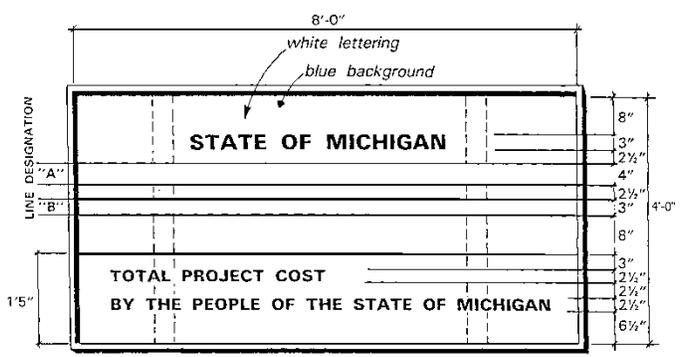 8'-0"
white lettering
blue background
LINE DESIGNATION
STATE OF MICHIGAN
8"
3"
2½"
"A"
4"
2½"
"B"
3"
4'-0"
8"
3"
TOTAL PROJECT COST
2½"
2½"
1'5"
BY THE PEOPLE OF THE STATE OF MICHIGAN
2½"
6½"